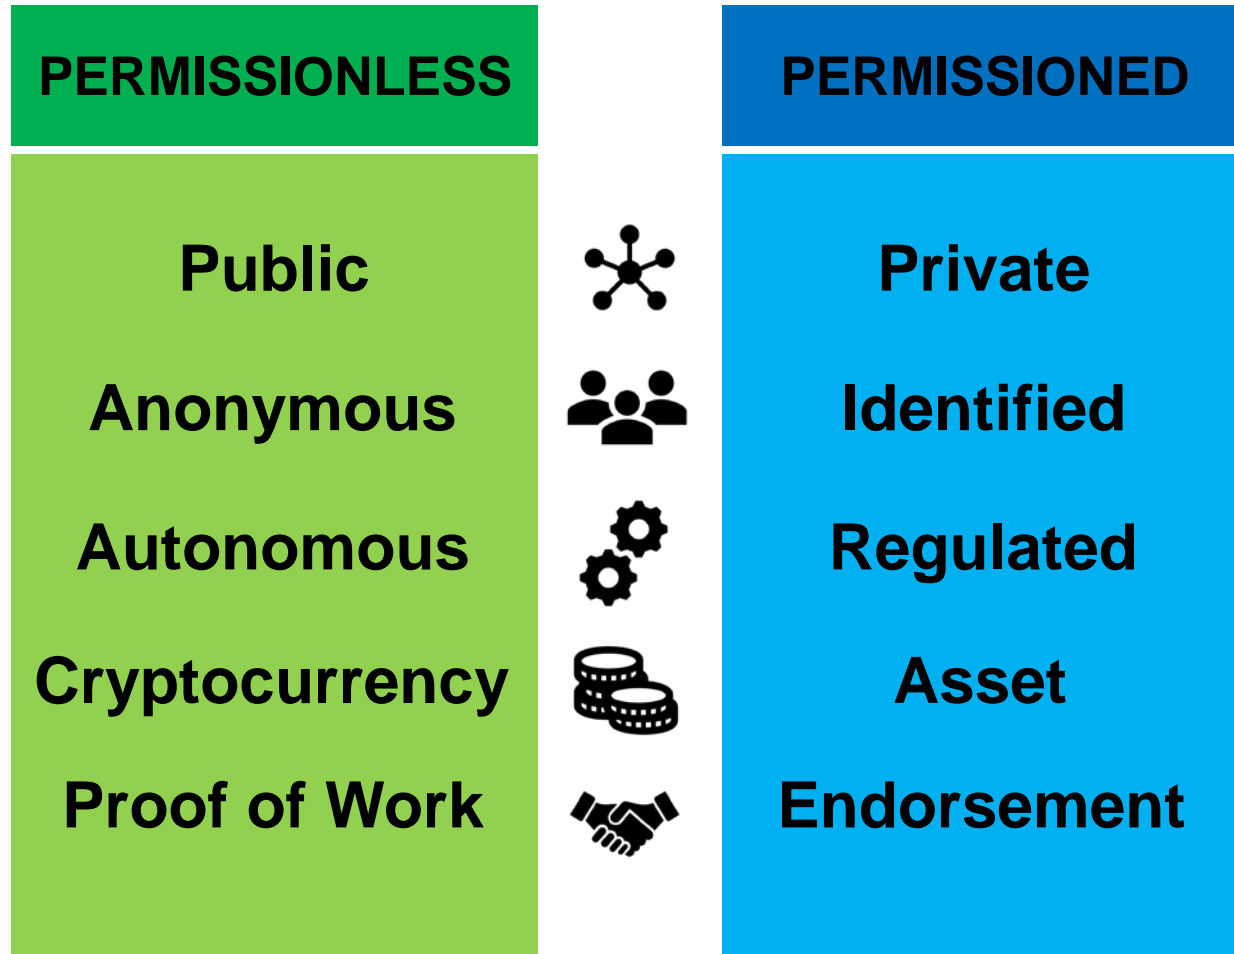 PERMISSIONLESS
PERMISSIONED
Public
Private
Anonymous
Identified
Autonomous
Regulated
Cryptocurrency
Asset
Proof of Work
Endorsement